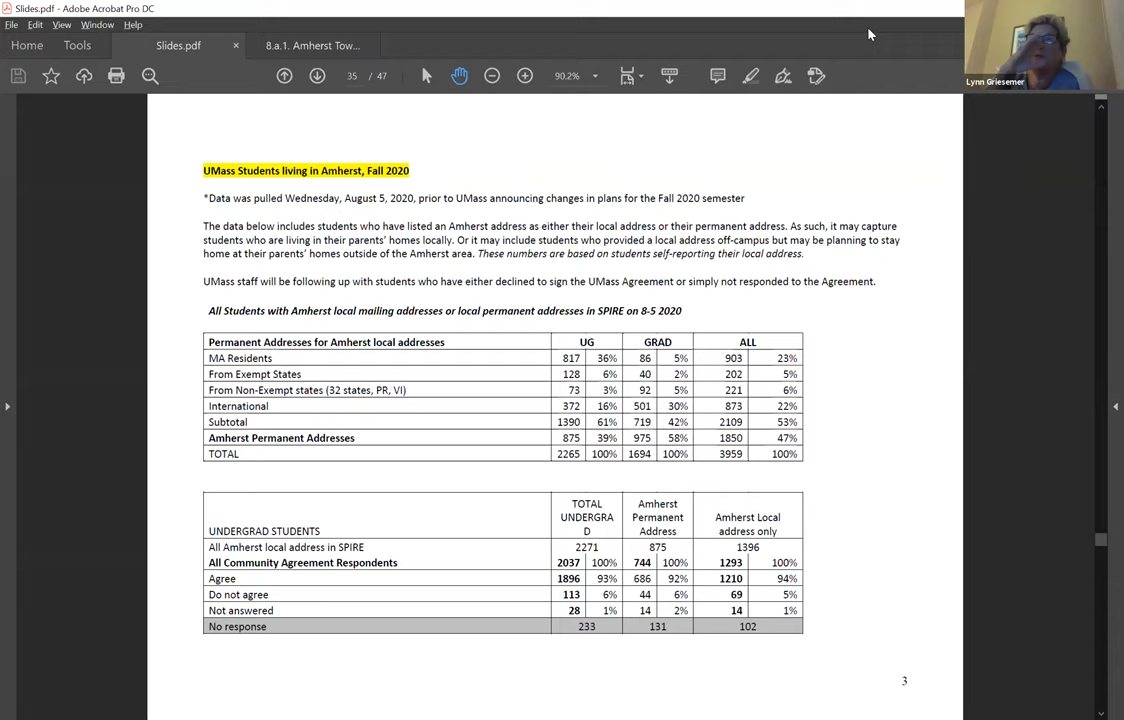 Slides.pdf - Adobe Acrobat Pro DC
File Edit View Window Help
Home Tools Slides.pdf × 8.a.1. Amherst Tow...
35 / 47 90.2%
Lynn Griesemer
UMass Students living in Amherst, Fall 2020
*Data was pulled Wednesday, August 5, 2020, prior to UMass announcing changes in plans for the Fall 2020 semester
The data below includes students who have listed an Amherst address as either their local address or their permanent address. As such, it may capture
students who are living in their parents' homes locally. Or it may include students who provided a local address off-campus but may be planning to stay
home at their parents' homes outside of the Amherst area. These numbers are based on students self-reporting their local address.
UMass staff will be following up with students who have either declined to sign the UMass Agreement or simply not responded to the Agreement.
All Students with Amherst local mailing addresses or local permanent addresses in SPIRE on 8-5 2020
Permanent Addresses for Amherst local addresses UG GRAD ALL
MA Residents 817 36% 86 5% 903 23%
From Exempt States 128 6% 40 2% 202 5%
From Non-Exempt states (32 states, PR, VI) 73 3% 92 5% 221 6%
International 372 16% 501 30% 873 22%
Subtotal 1390 61% 719 42% 2109 53%
Amherst Permanent Addresses 875 39% 975 58% 1850 47%
TOTAL 2265 100% 1694 100% 3959 100%
TOTAL Amherst
UNDERGRA Permanent Amherst Local
UNDERGRAD STUDENTS D Address address only
All Amherst local address in SPIRE 2271 875 1396
All Community Agreement Respondents 2037 100% 744 100% 1293 100%
Agree 1896 93% 686 92% 1210 94%
Do not agree 113 6% 44 6% 69 5%
Not answered 28 1% 14 2% 14 1%
No response 233 131 102
3